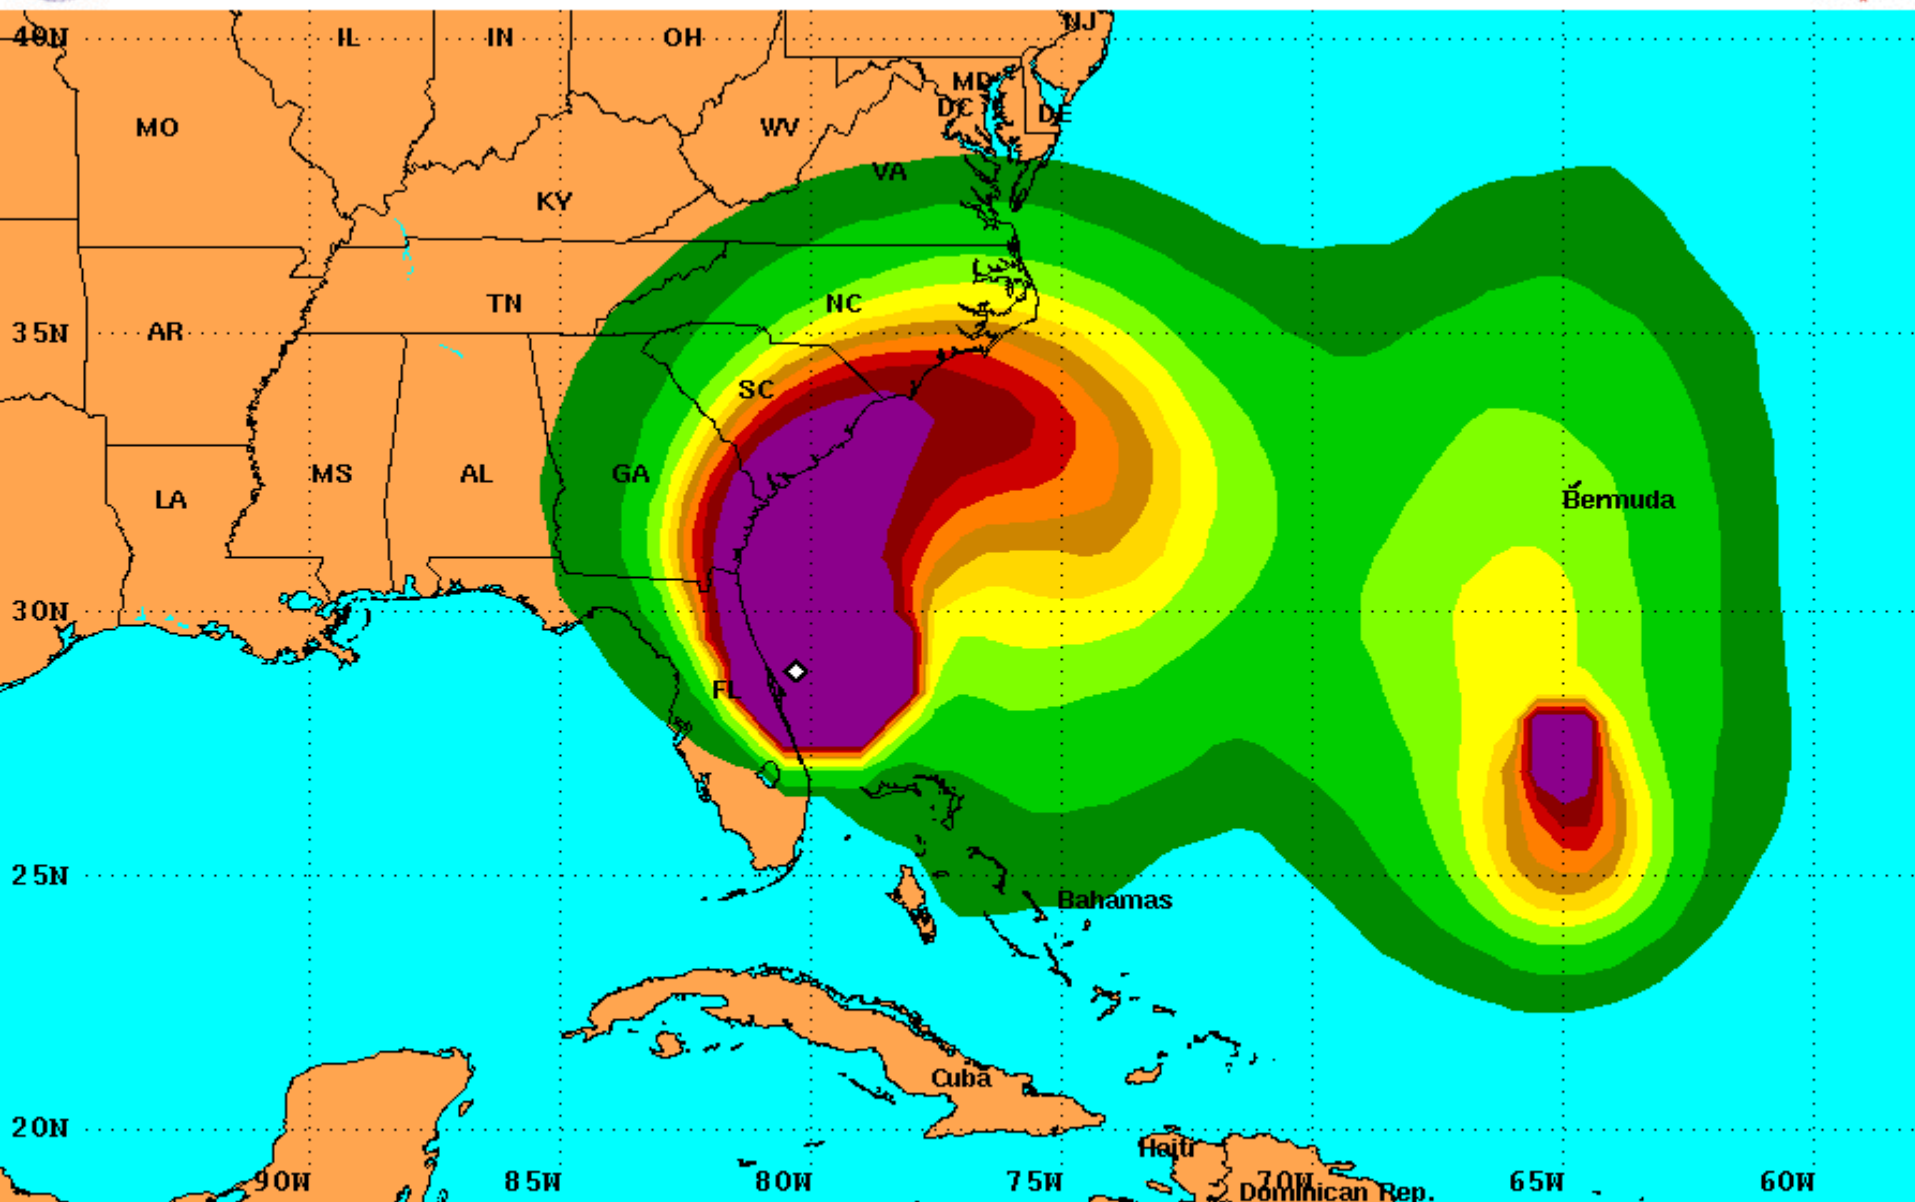 40N
IL
IN
OH
NJ
MD
DC
DE
MO
WV
VA
KY
TN
NC
35N
AR
SC
GA
MS
AL
LA
Bermuda
30N
FL
25N
Bahamas
Cuba
20N
Haiti
90W
85W
80W
75W
70W
65W
60W
Dominican Rep.